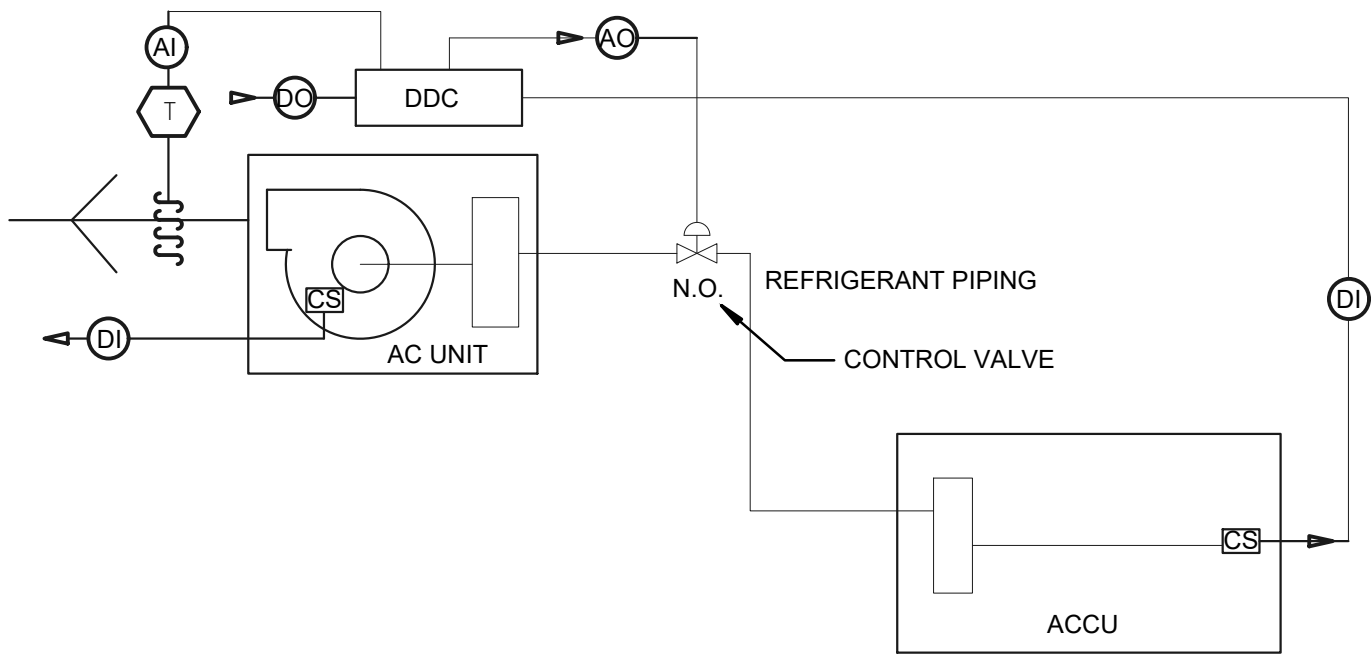 AI
AO
T
DO
DDC
REFRIGERANT PIPING
N.O.
CS
DI
DI
AC UNIT
CONTROL VALVE
CS
ACCU